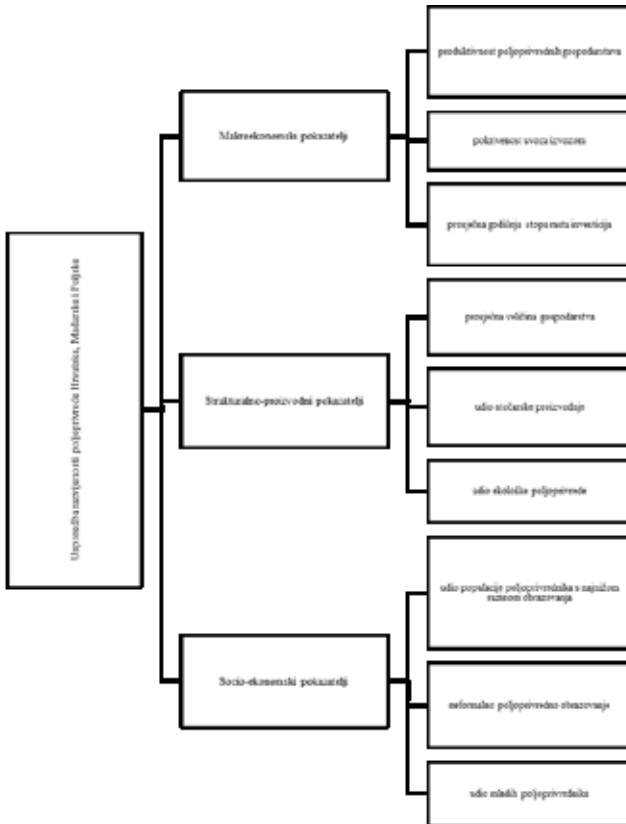 Usporedba razvijenosti poljoprivrede Hrvatske, Mađarske i Poljske
Makroekonomski pokazatelji
produktivnost poljoprivrednih gospodarstava
pokrivenost uvoza izvozom
prosječna godišnja stopa rasta investicija
Strukturalno-proizvodni pokazatelji
prosječna veličina gospodarstva
udio stočarske proizvodnje
udio ekološke poljoprivrede
Socio-ekonomski pokazatelji
udio populacije poljoprivrednika s najnižom
razinom obrazovanja
neformalno poljoprivredno obrazovanje
udio mladih poljoprivrednika